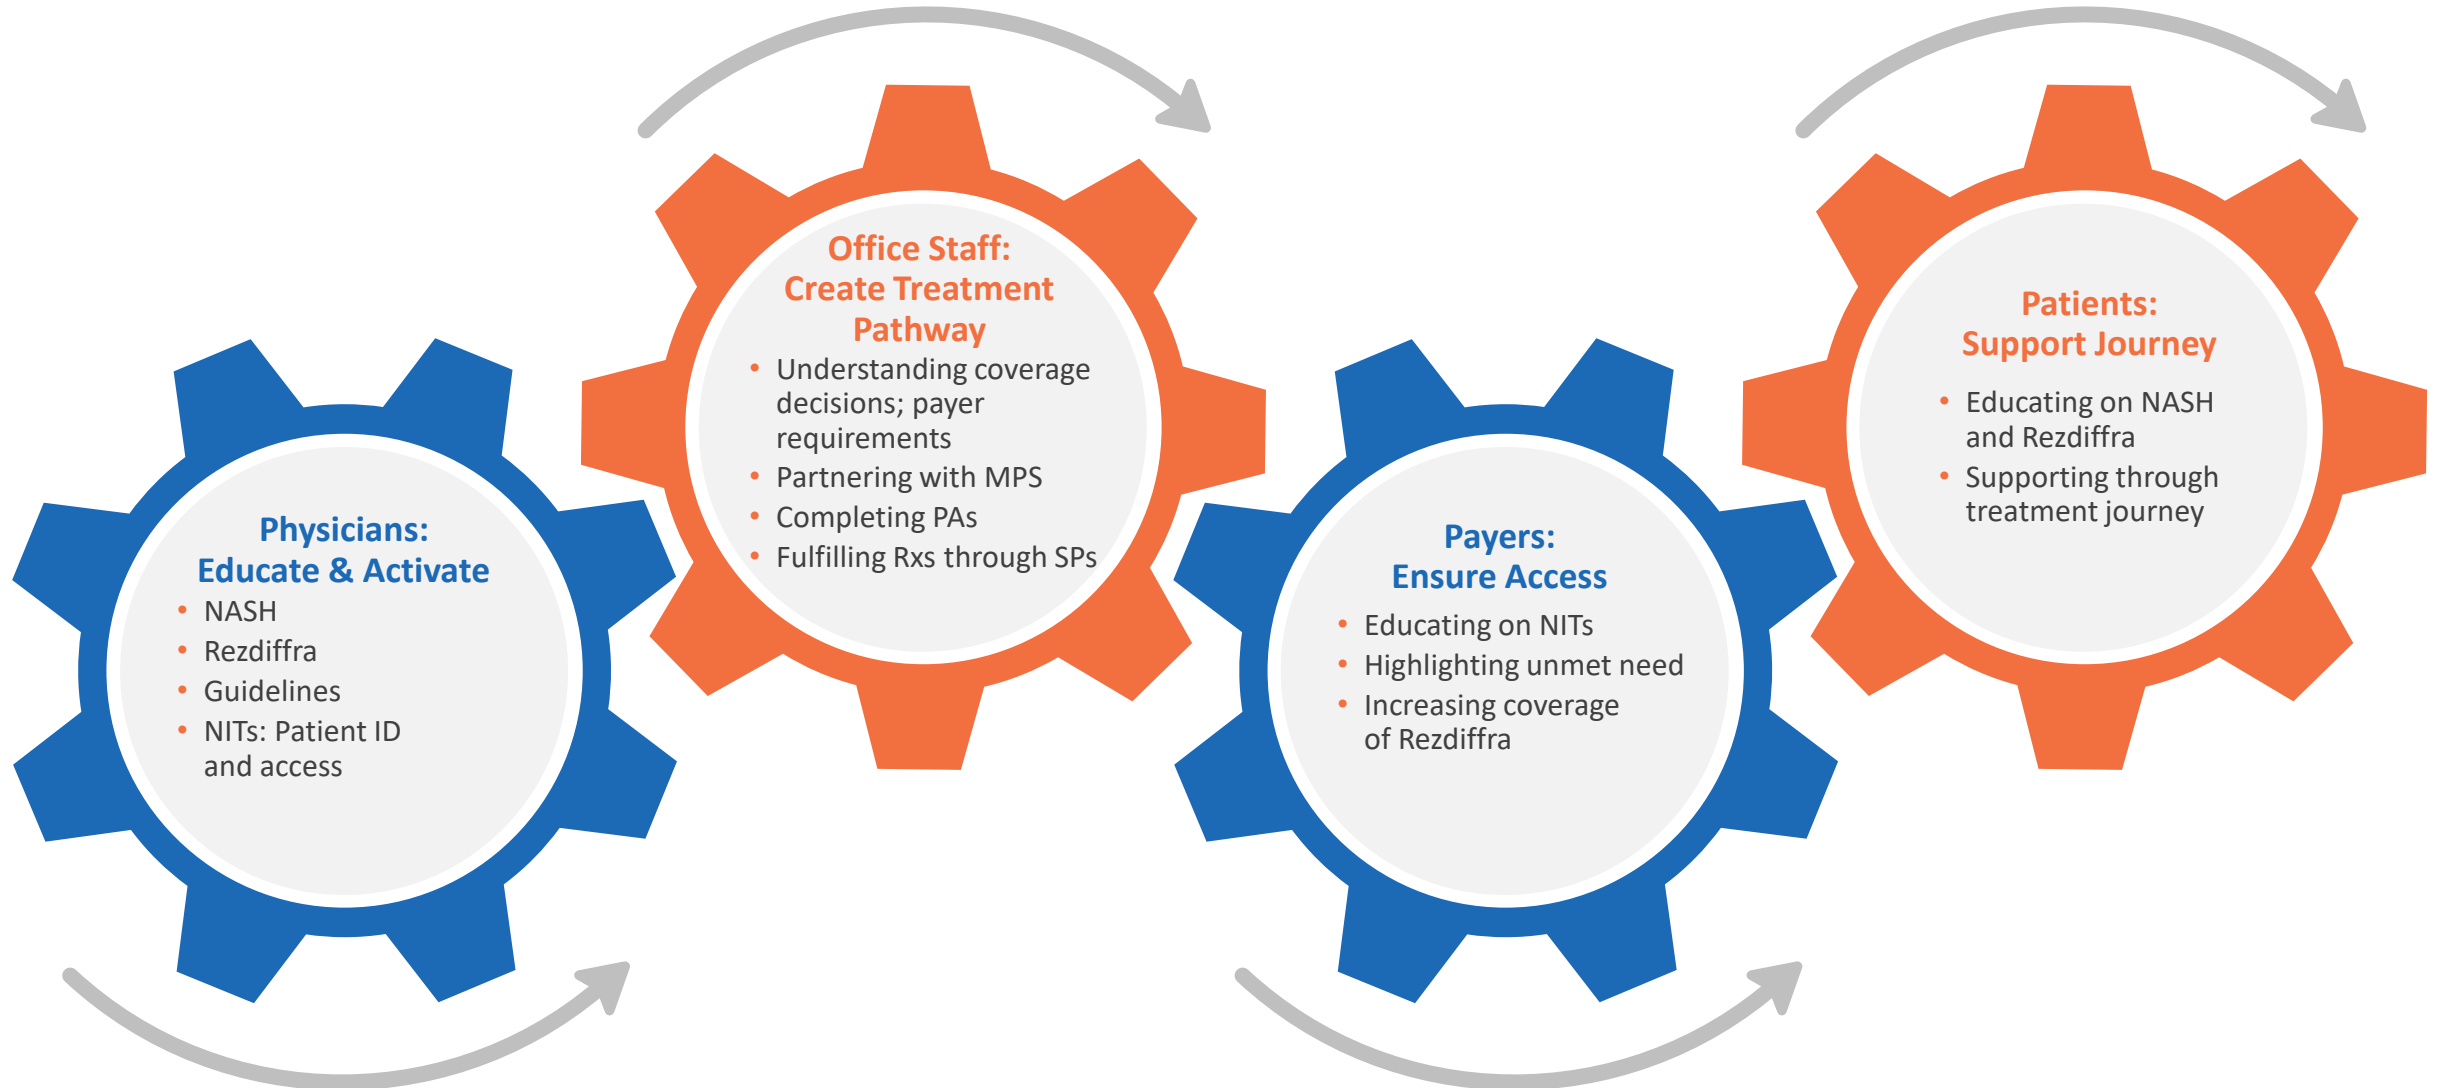 Physicians:
Educate & Activate
• NASH
• Rezdiffra
• Guidelines
• NITs: Patient ID
and access
Office Staff:
Create Treatment
Pathway
• Understanding coverage
decisions; payer
requirements
• Partnering with MPS
• Completing PAs
• Fulfilling Rxs through SPs
Payers:
Ensure Access
• Educating on NITs
• Highlighting unmet need
• Increasing coverage
of Rezdiffra
Patients:
Support Journey
• Educating on NASH
and Rezdiffra
• Supporting through
treatment journey